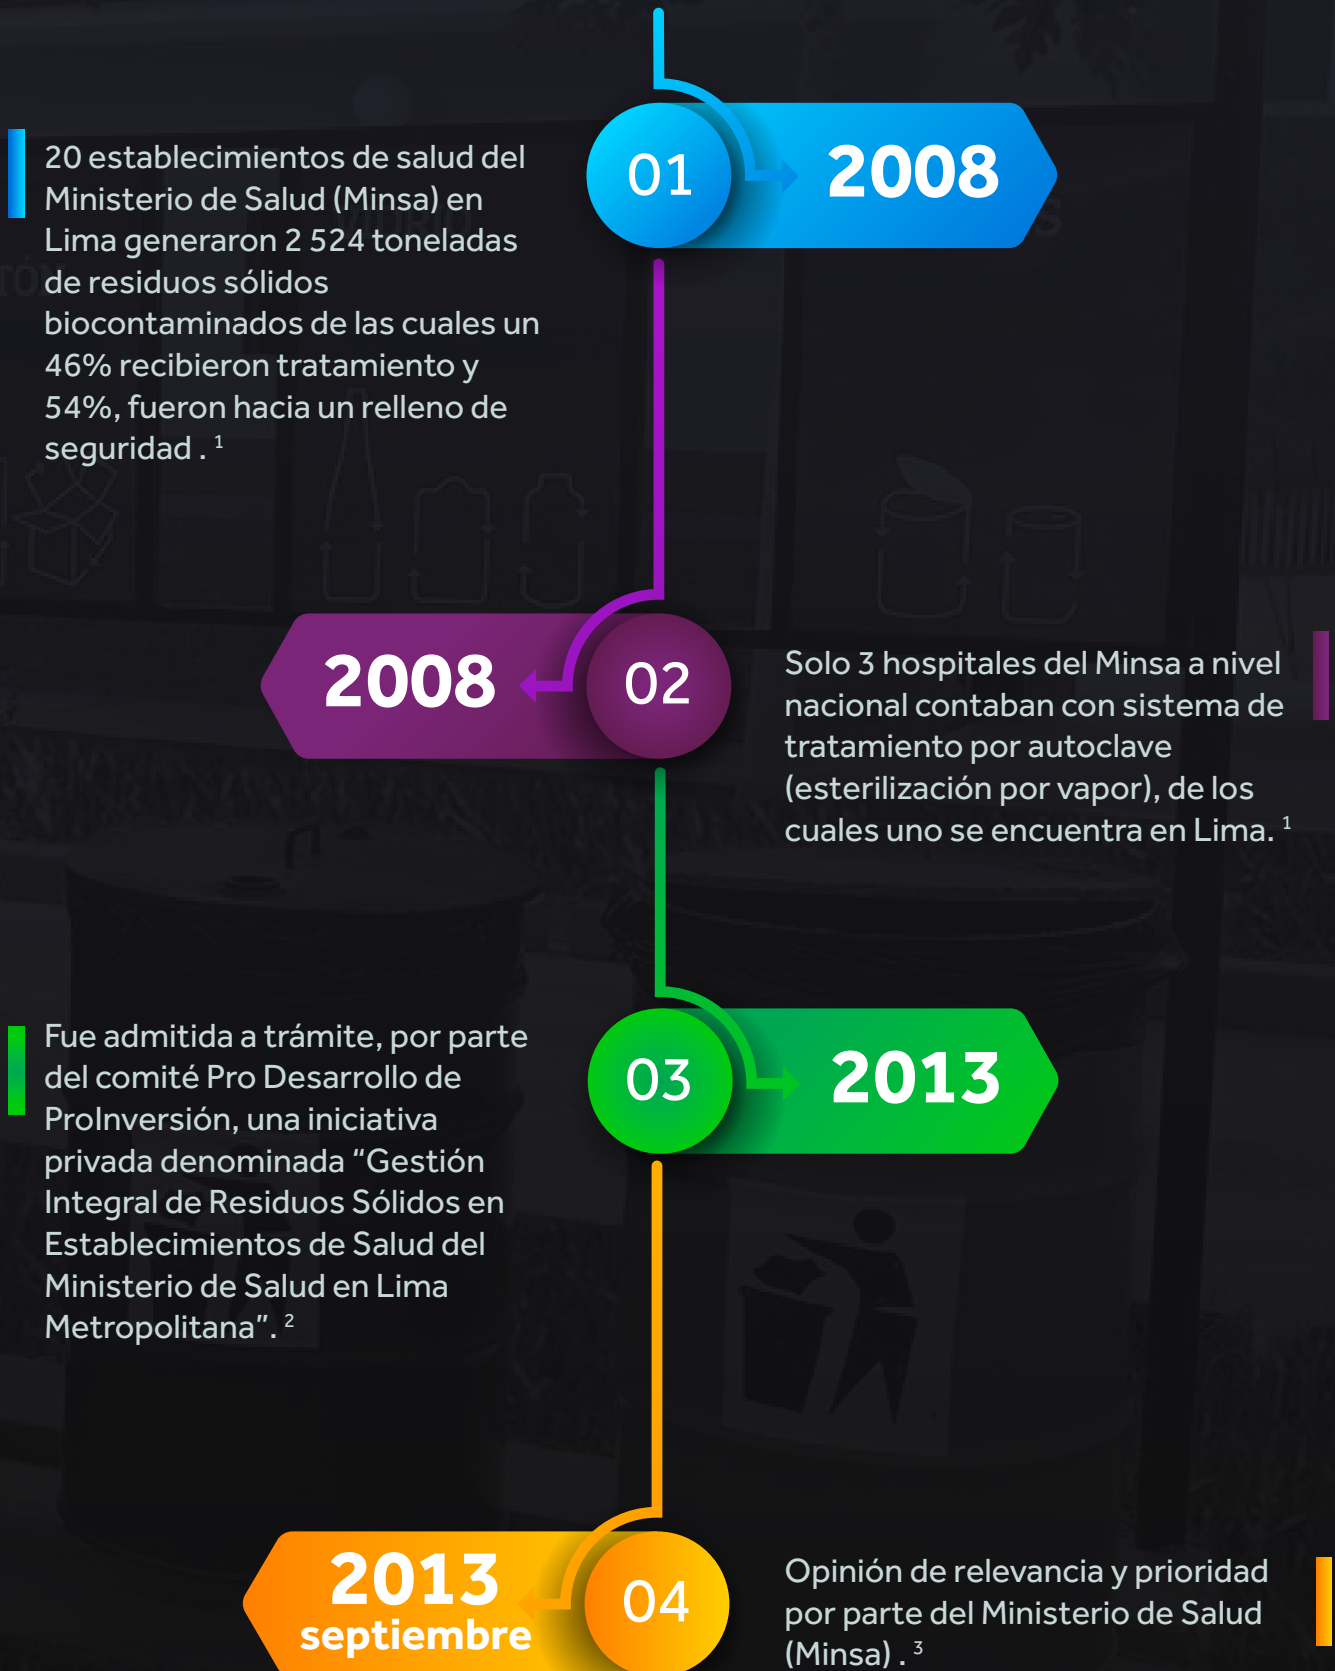 01
2008
20 establecimientos de salud del
Ministerio de Salud (Minsa) en
Lima generaron 2 524 toneladas
de residuos sólidos
biocontaminados de las cuales un
46% recibieron tratamiento y
54%, fueron hacia un relleno de
seguridad . 1
2008
02
Solo 3 hospitales del Minsa a nivel
nacional contaban con sistema de
tratamiento por autoclave
(esterilización por vapor), de los
cuales uno se encuentra en Lima. 1
03
2013
Fue admitida a trámite, por parte
del comité Pro Desarrollo de
ProInversión, una iniciativa
privada denominada “Gestión
Integral de Residuos Sólidos en
Establecimientos de Salud del
Ministerio de Salud en Lima
Metropolitana”. 2
2013
septiembre
04
Opinión de relevancia y prioridad
por parte del Ministerio de Salud
(Minsa) . 3